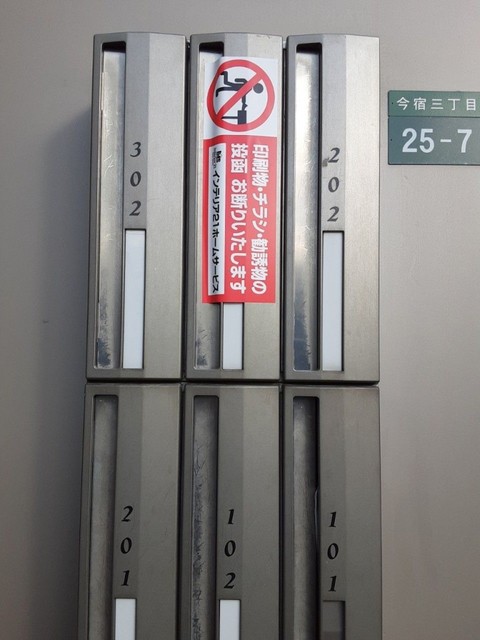 302
印刷物・チラシ・勧誘物の
投函 お断りいたします
インテリア21ホームサービス
202
今宿三丁目
25-7
201
102
101